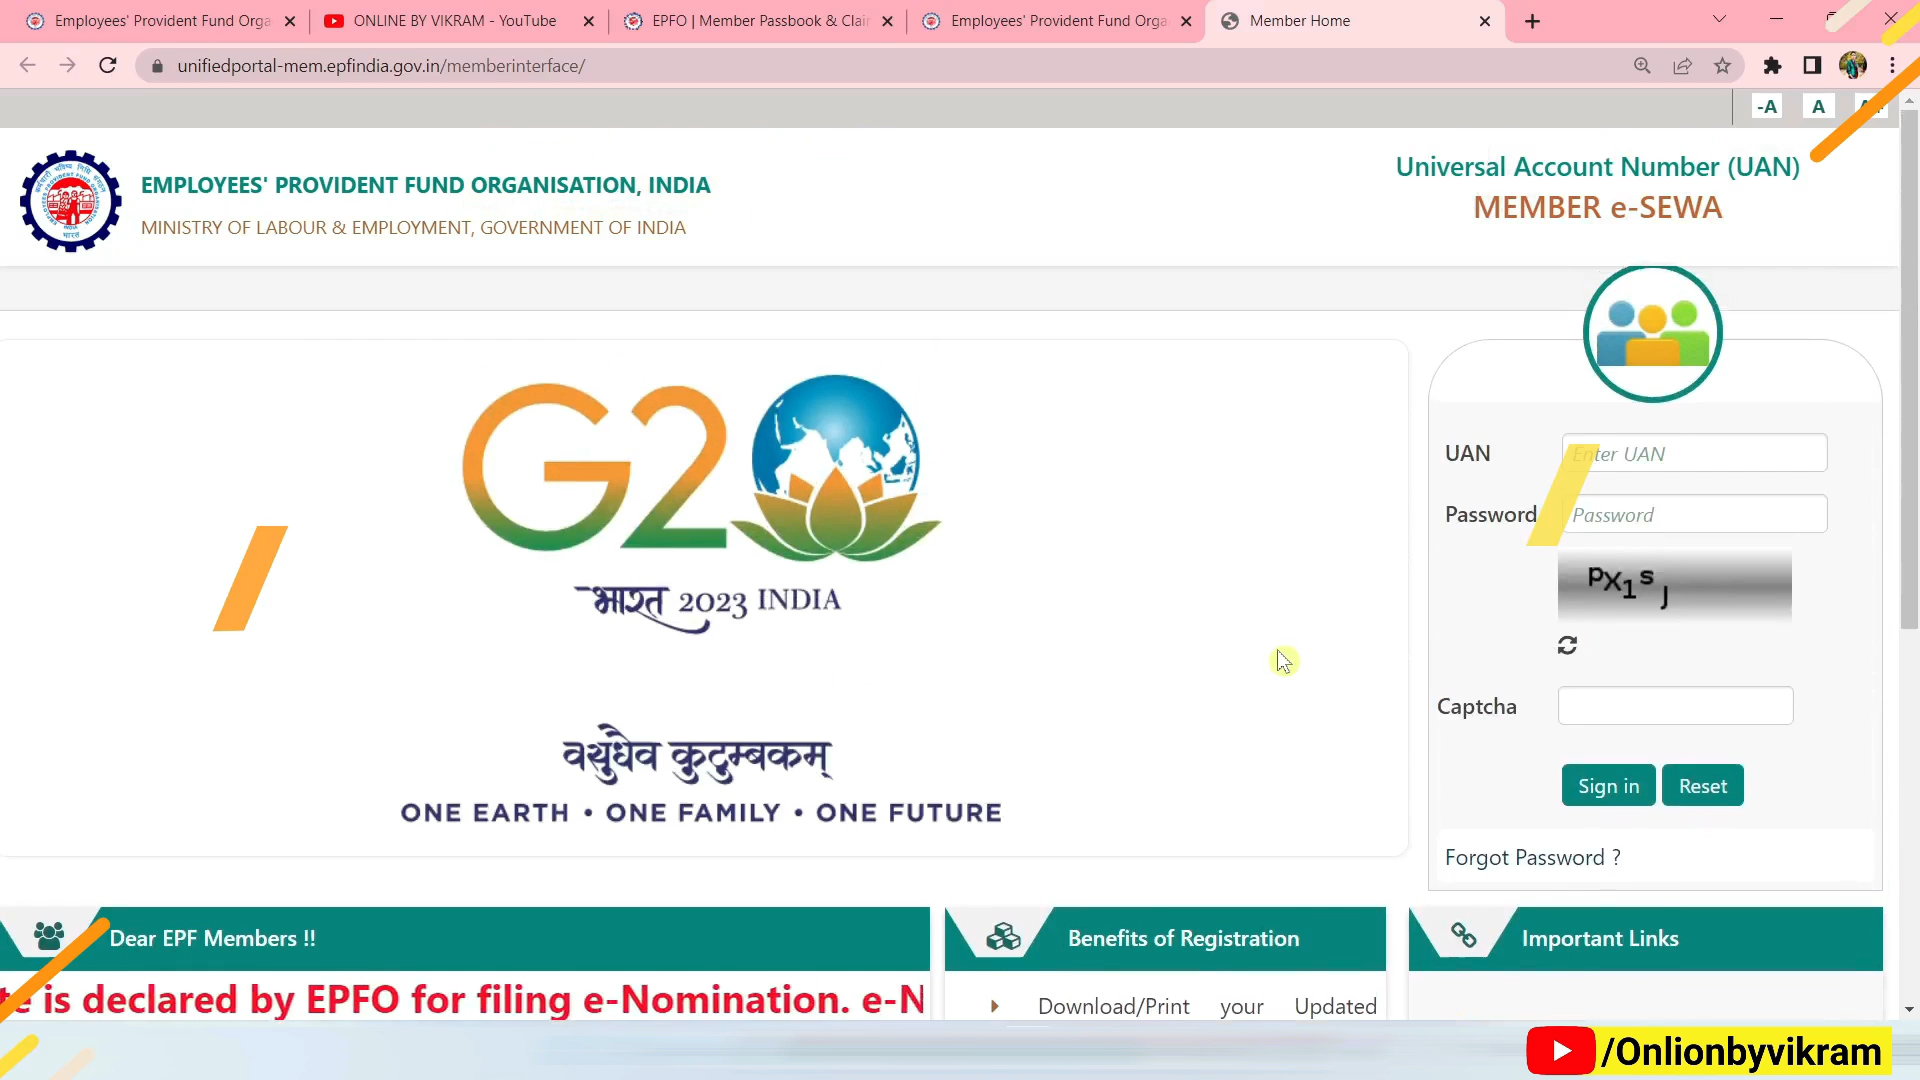 Employees' Provident Fund Orga
ONLINE BY VIKRAM - YouTube
EPFO | Member Passbook & Clai
Employees' Provident Fund Orga
Member Home
unifiedportal-mem.epfindia.gov.in/memberinterface/
-A A
EMPLOYEES' PROVIDENT FUND ORGANISATION, INDIA
MINISTRY OF LABOUR & EMPLOYMENT, GOVERNMENT OF INDIA
Universal Account Number (UAN)
MEMBER e-SEWA
G20
भारत 2023 INDIA
वसुधैव कुटुम्बकम्
ONE EARTH • ONE FAMILY • ONE FUTURE
UAN
Enter UAN
Password
Password
pX1sJ
Captcha
Sign in
Reset
Forgot Password ?
Dear EPF Members !!
is declared by EPFO for filing e-Nomination. e-N
Benefits of Registration
Download/Print your Updated
Important Links
/Onlionbyvikram